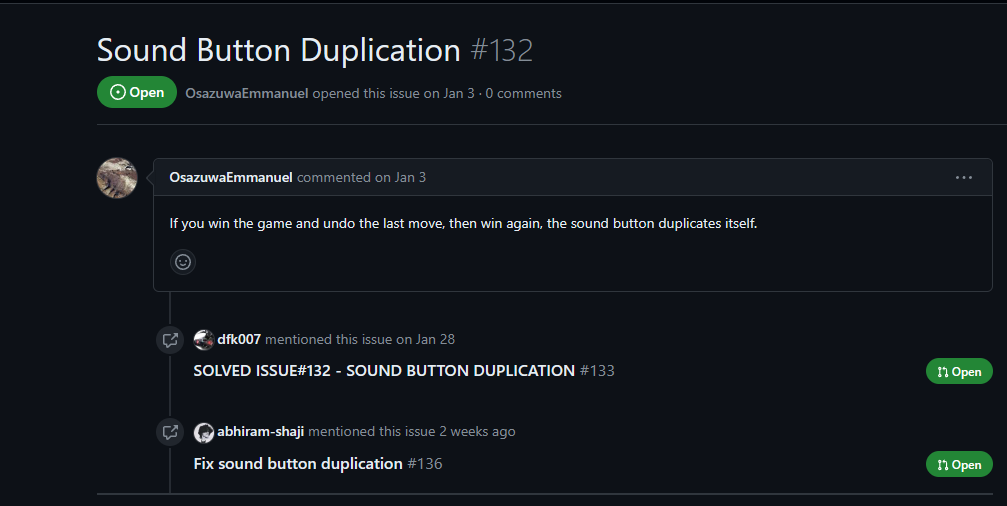 Sound Button Duplication #132
Open OsazuwaEmmanuel opened this issue on Jan 3 · 0 comments
OsazuwaEmmanuel commented on Jan 3
If you win the game and undo the last move, then win again, the sound button duplicates itself.
dfk007 mentioned this issue on Jan 28
SOLVED ISSUE#132 - SOUND BUTTON DUPLICATION #133 Open
abhiram-shaji mentioned this issue 2 weeks ago
Fix sound button duplication #136 Open